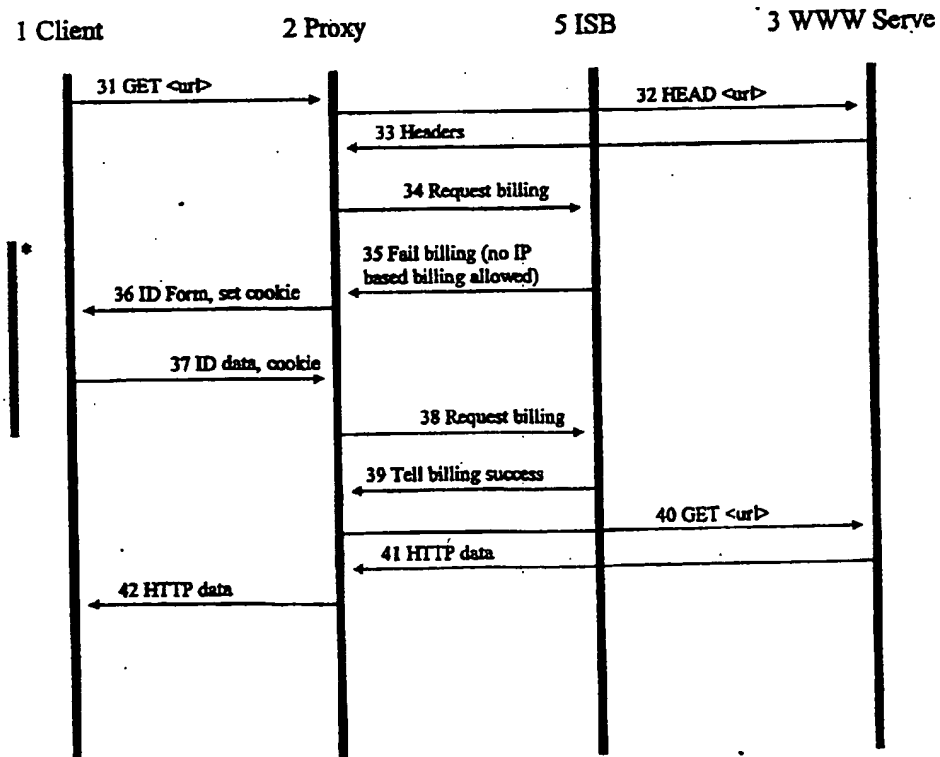 1 Client 2 Proxy 5 ISB 3 WWW Serve
31 GET <url>
32 HEAD <url>
33 Headers
34 Request billing
*
35 Fail billing (no IP
based billing allowed)
36 ID Form, set cookie
37 ID data, cookie
38 Request billing
39 Tell billing success
40 GET <url>
41 HTTP data
42 HTTP data